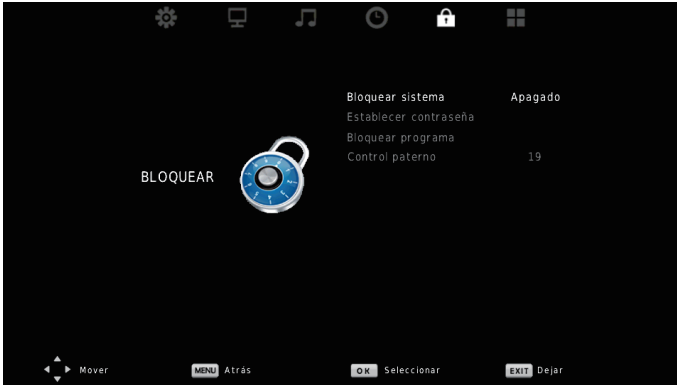 Bloquear sistema Apagado
Establecer contraseña
Bloquear programa
Control paterno 19
BLOQUEAR
Mover MENU Atrás OK Seleccionar EXIT Dejar